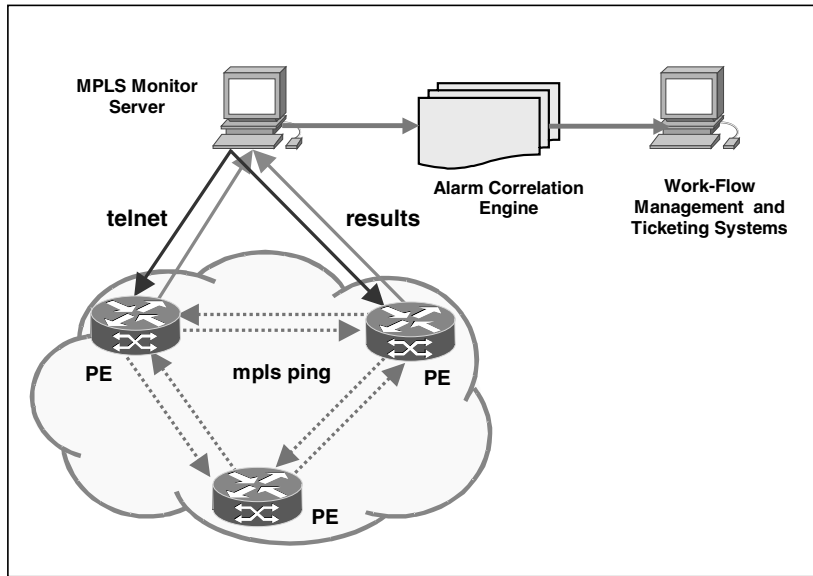 MPLS Monitor
Server
Alarm Correlation
Engine
Work-Flow
Management and
Ticketing Systems
telnet
results
PE
mpls ping
PE
PE